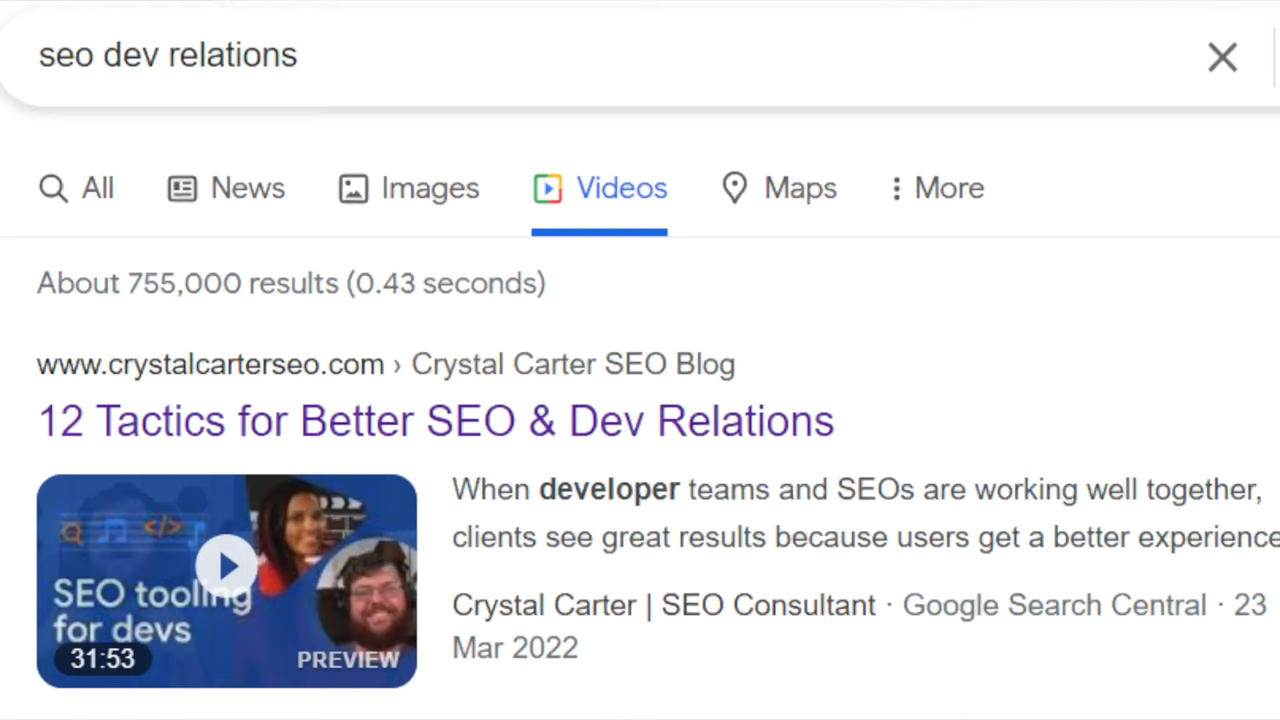 seo dev relations
All News Images Videos Maps More
About 755,000 results (0.43 seconds)
www.crystalcarterseo.com › Crystal Carter SEO Blog
12 Tactics for Better SEO & Dev Relations
When developer teams and SEOs are working well together,
clients see great results because users get a better experience
Crystal Carter | SEO Consultant · Google Search Central · 23
Mar 2022
</>
SEO tooling
for devs
31:53 PREVIEW